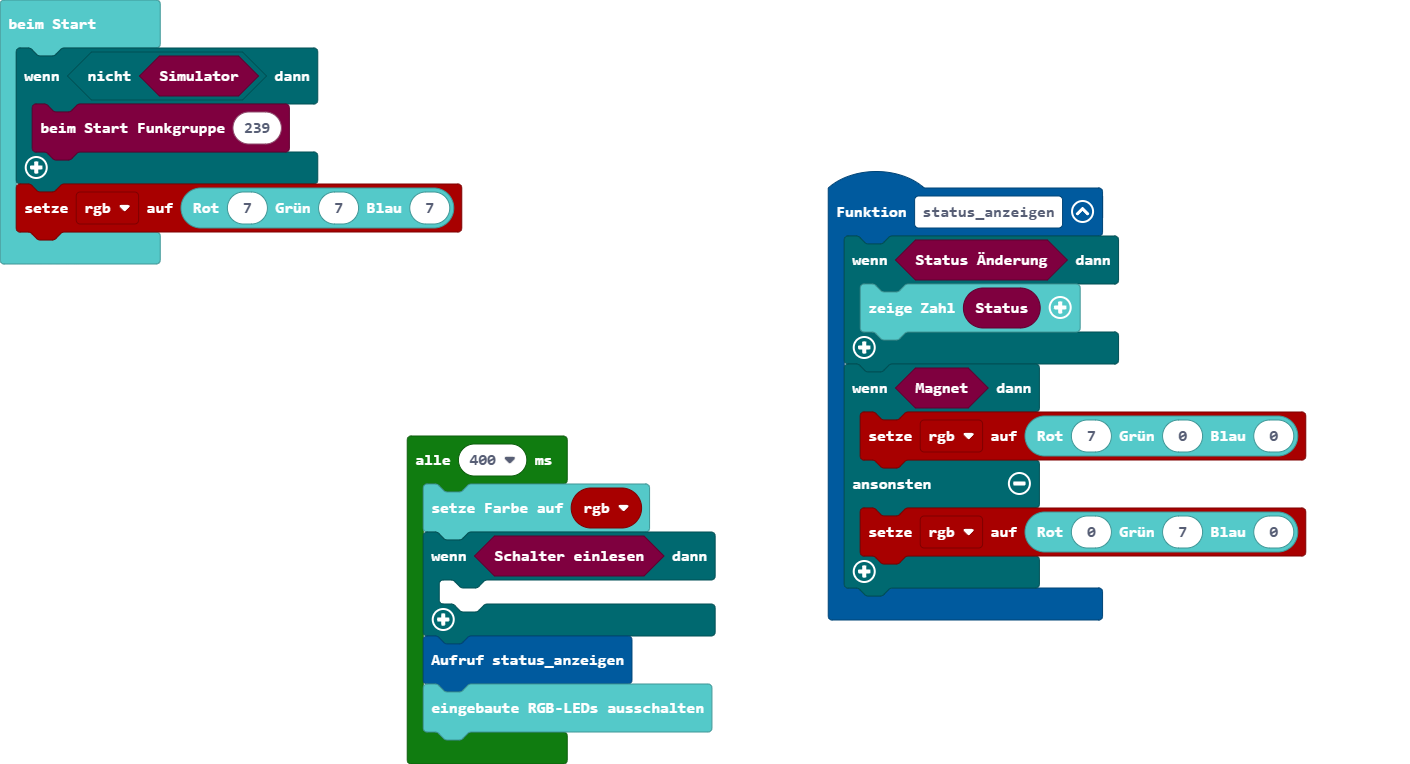 beim Start
wenn nicht Simulator dann
beim Start Funkgruppe 239
setze rgb auf Rot 7 Grün 7 Blau 7
alle 400 ms
setze Farbe auf rgb
wenn Schalter einlesen dann
Aufruf status_anzeigen
eingebaute RGB-LEDs ausschalten
Funktion status_anzeigen
wenn Status Änderung dann
zeige Zahl Status
wenn Magnet dann
setze rgb auf Rot 7 Grün 0 Blau 0
ansonsten
setze rgb auf Rot 0 Grün 7 Blau 0